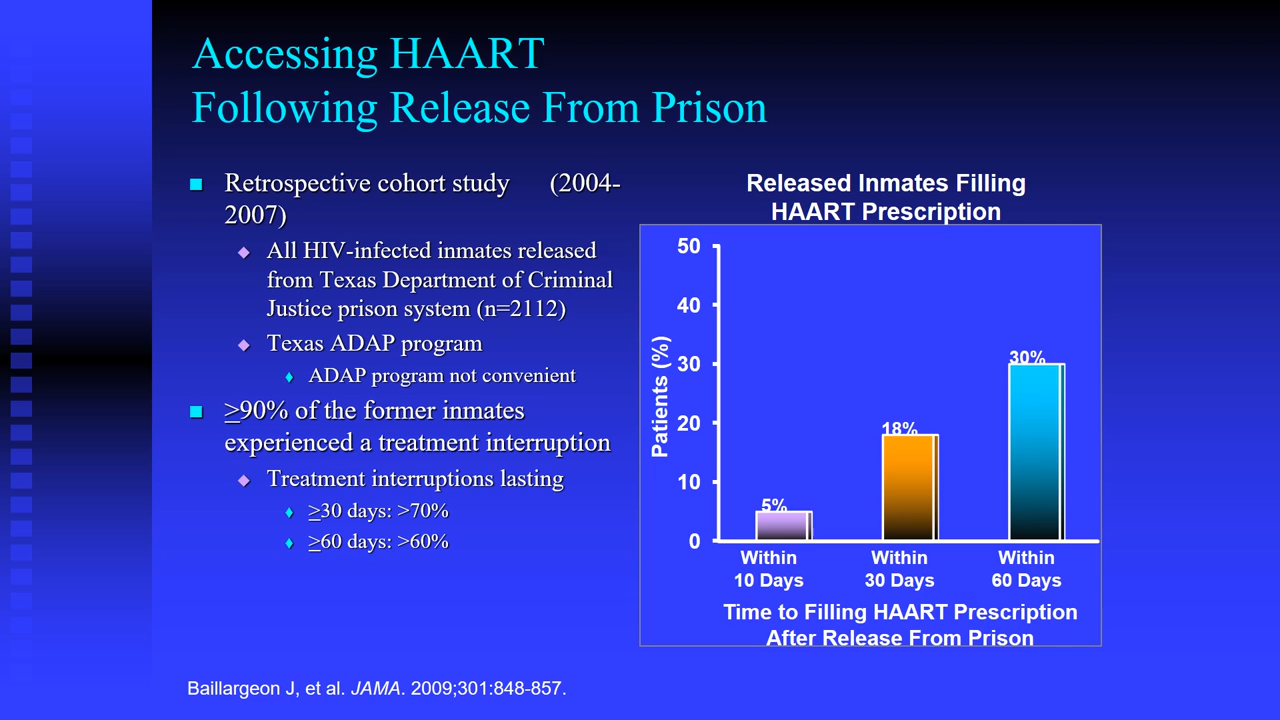 Accessing HAART
Following Release From Prison
Retrospective cohort study (2004-
2007)
All HIV-infected inmates released
from Texas Department of Criminal
Justice prison system (n=2112)
Texas ADAP program
ADAP program not convenient
≥90% of the former inmates
experienced a treatment interruption
Treatment interruptions lasting
≥30 days: >70%
≥60 days: >60%
Released Inmates Filling
HAART Prescription
Patients (%)
50
40
30
20
10
0
5%
18%
30%
Within
10 Days
Within
30 Days
Within
60 Days
Time to Filling HAART Prescription
After Release From Prison
Baillargeon J, et al. JAMA. 2009;301:848-857.